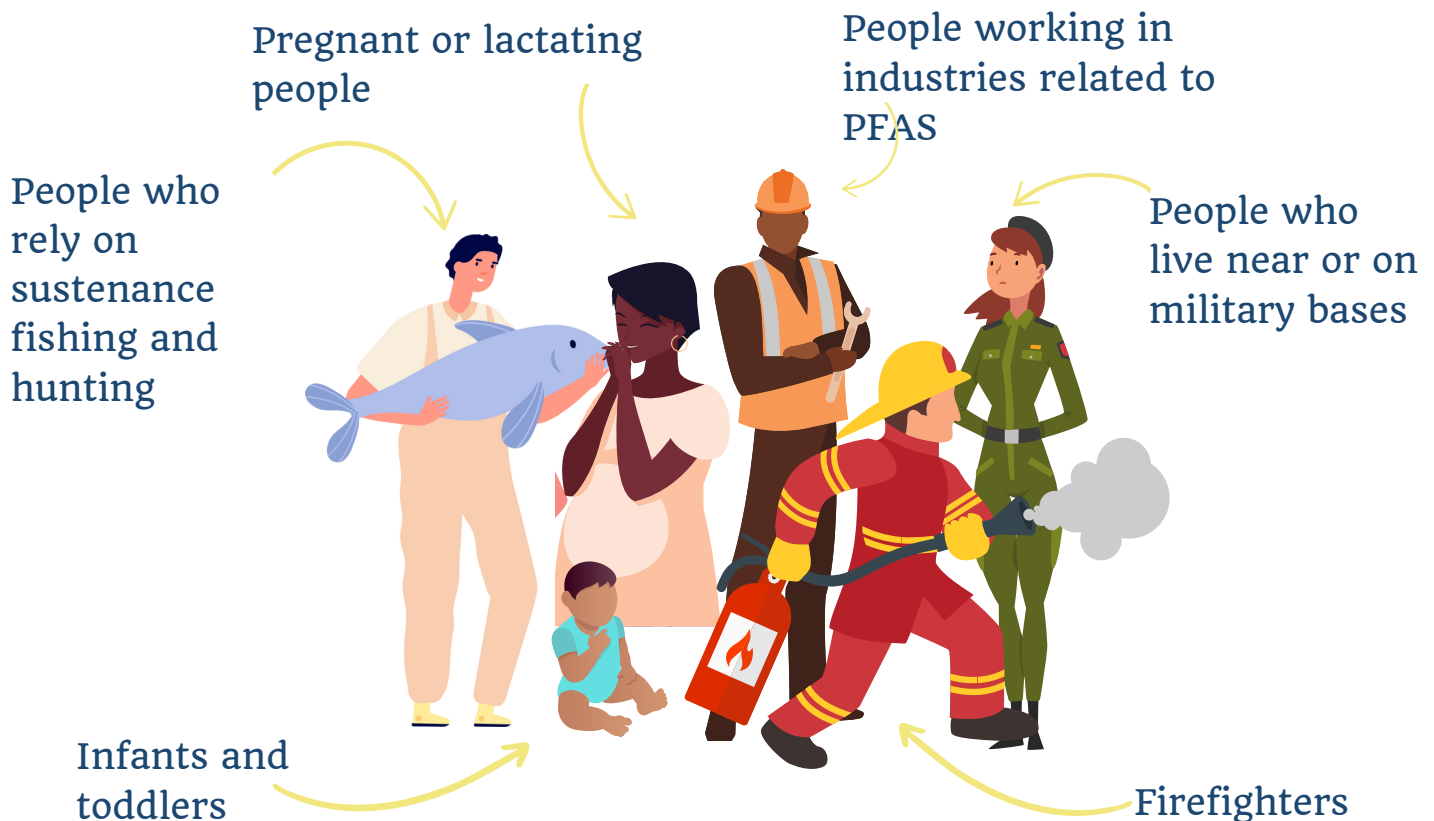 Pregnant or lactating
people
People working in
industries related to
PFAS
People who
rely on
sustenance
fishing and
hunting
People who
live near or on
military bases
Infants and
toddlers
Firefighters